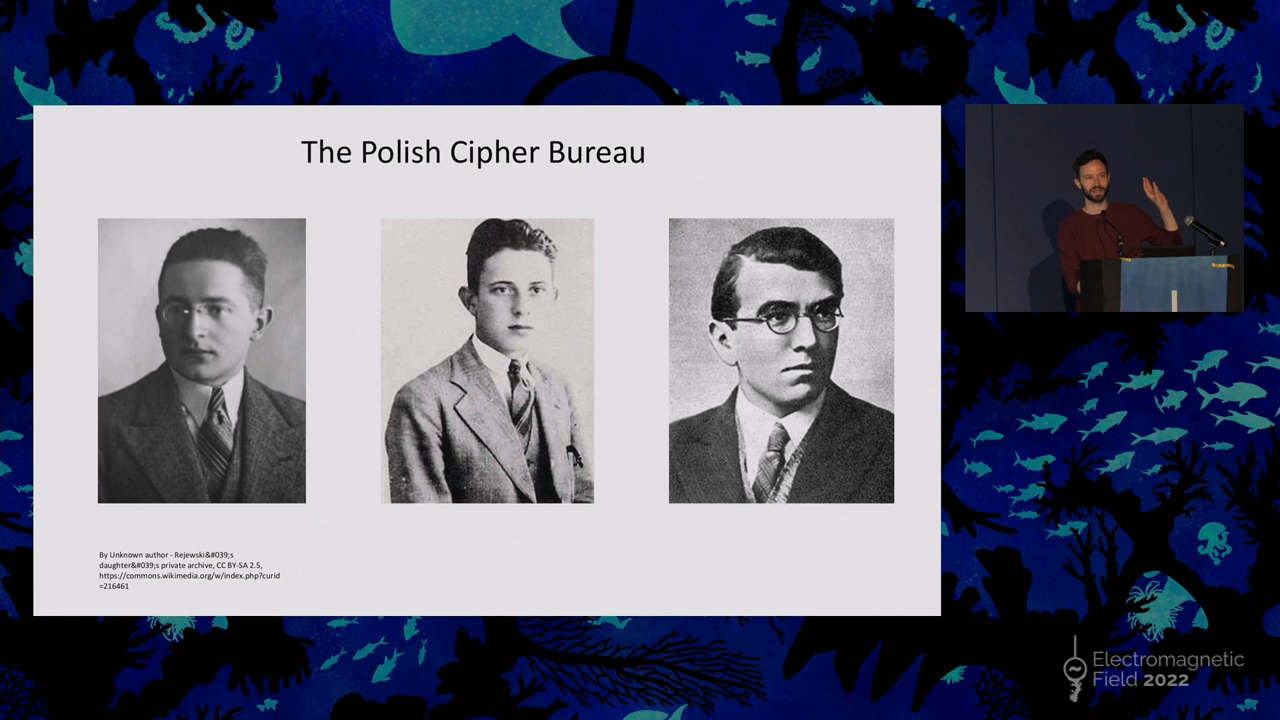 The Polish Cipher Bureau
By Unknown author - Rejewski&#039;s
daughter&#039;s private archive, CC BY-SA 2.5,
https://commons.wikimedia.org/w/index.php?curid
=216461
Electromagnetic
Field 2022